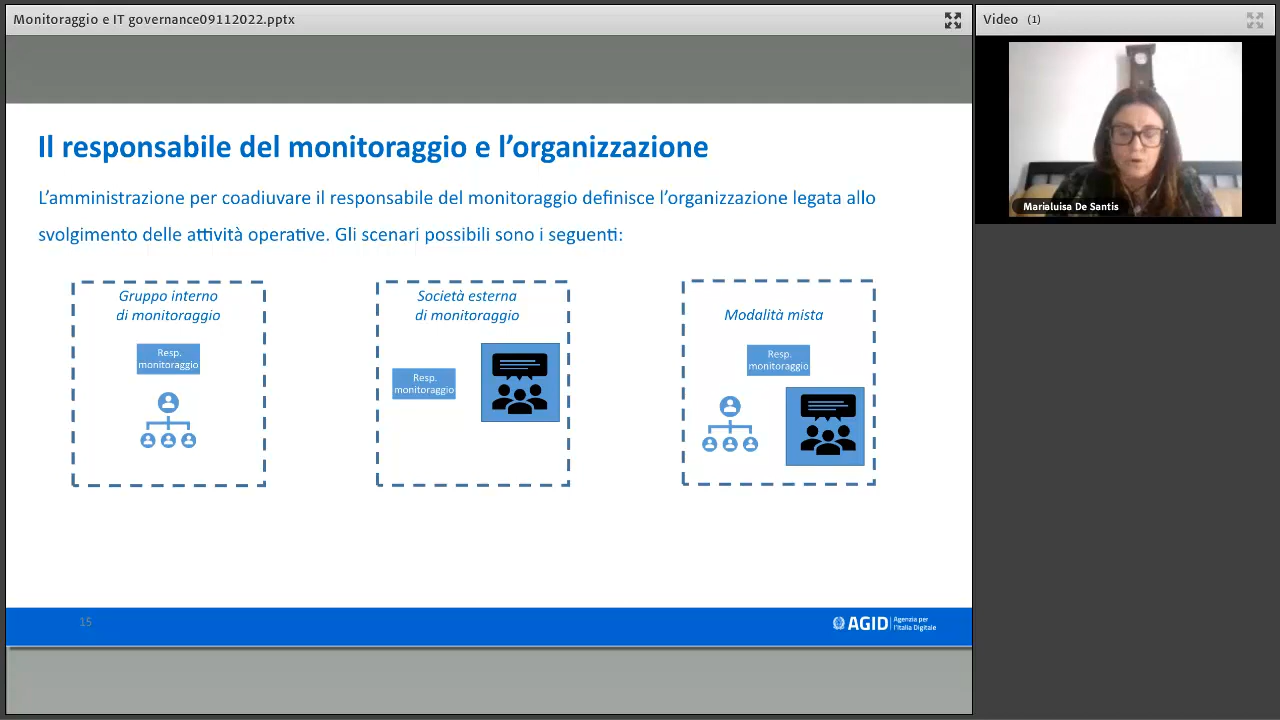 Monitoraggio e IT governance09112022.pptx
Video (1)
Marialuisa De Santis
Il responsabile del monitoraggio e l’organizzazione
L’amministrazione per coadiuvare il responsabile del monitoraggio definisce l’organizzazione legata allo
svolgimento delle attività operative. Gli scenari possibili sono i seguenti:
Gruppo interno
di monitoraggio
Resp.
monitoraggio
Società esterna
di monitoraggio
Resp.
monitoraggio
Modalità mista
Resp.
monitoraggio
15
AGID
Agenzia per
l’Italia Digitale